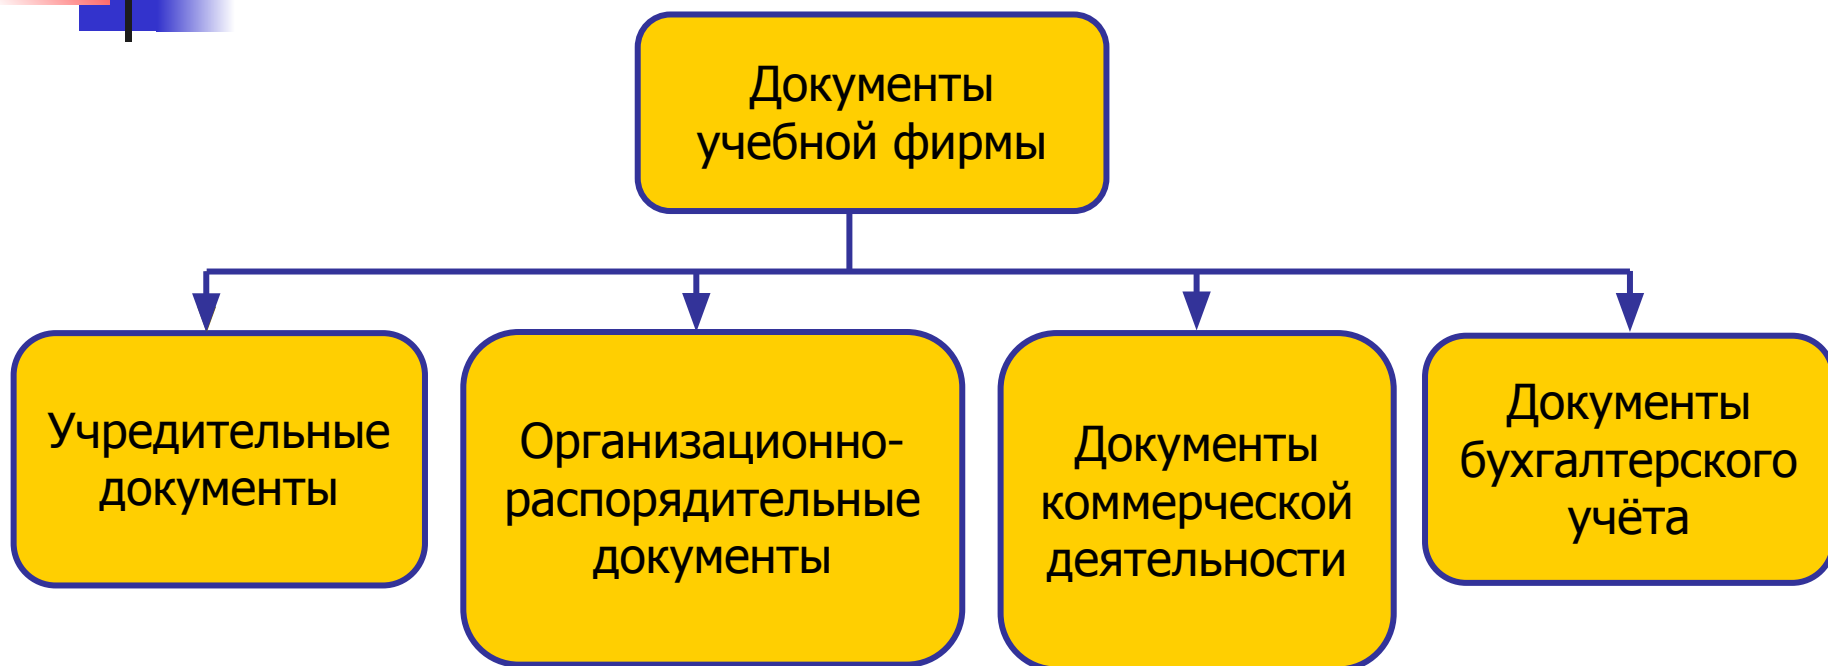 Документы
учебной фирмы
Учредительные
документы
Организационно-
распорядительные
документы
Документы
коммерческой
деятельности
Документы
бухгалтерского
учёта